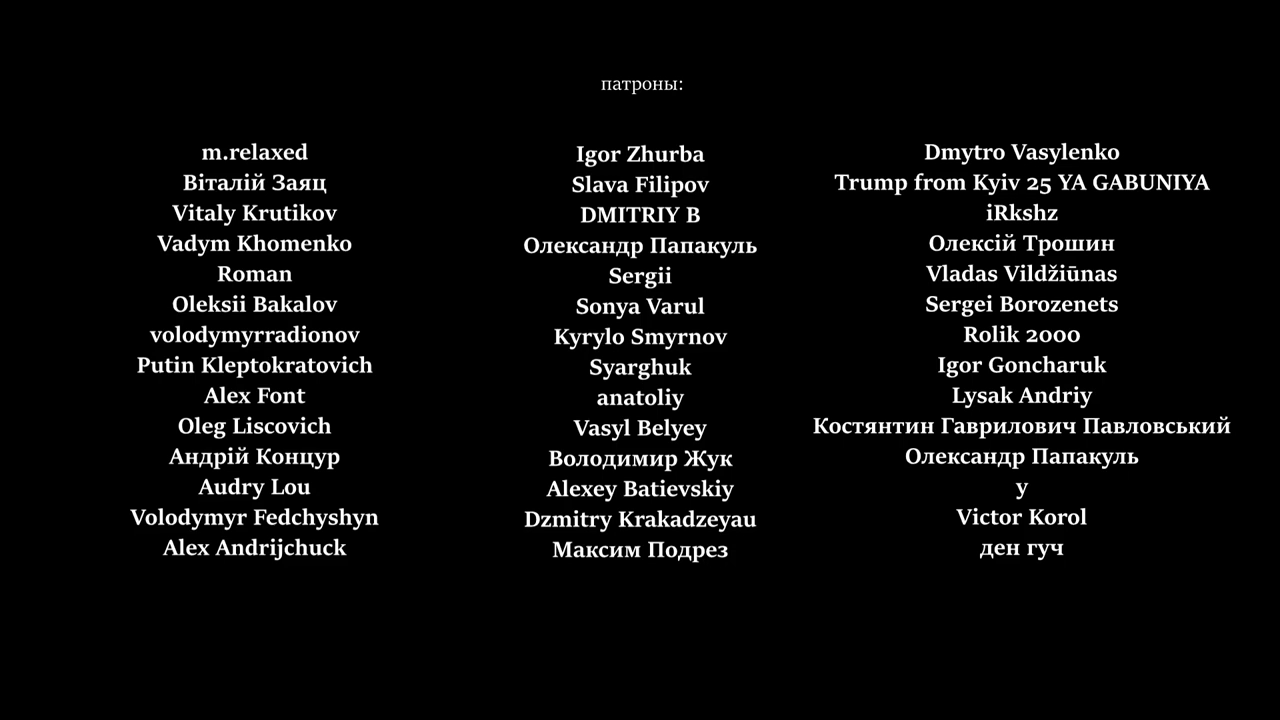 патроны:
m.relaxed
Віталій Заяц
Vitaly Krutikov
Vadym Khomenko
Roman
Oleksii Bakalov
volodymyrradionov
Putin Kleptokratovich
Alex Font
Oleg Liscovich
Андрій Концур
Audry Lou
Volodymyr Fedchyshyn
Alex Andrijchuck
Igor Zhurba
Slava Filipov
DMITRIY B
Олександр Папакуль
Sergii
Sonya Varul
Kyrylo Smyrnov
Syarghuk
anatoliy
Vasyl Belyey
Володимир Жук
Alexey Batievskiy
Dzmitry Krakadzeyau
Максим Подрез
Dmytro Vasylenko
Trump from Kyiv 25 YA GABUNIYA
iRkshz
Олексій Трошин
Vladas Vildžiūnas
Sergei Borozenets
Rolik 2000
Igor Goncharuk
Lysak Andriy
Костянтин Гаврилович Павловський
Олександр Папакуль
у
Victor Korol
ден гуч